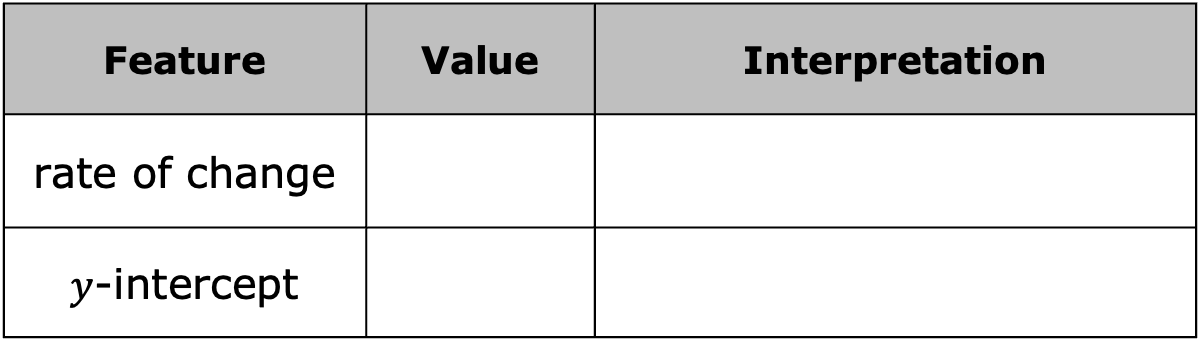 Feature Value Interpretation
rate of change
y-intercept